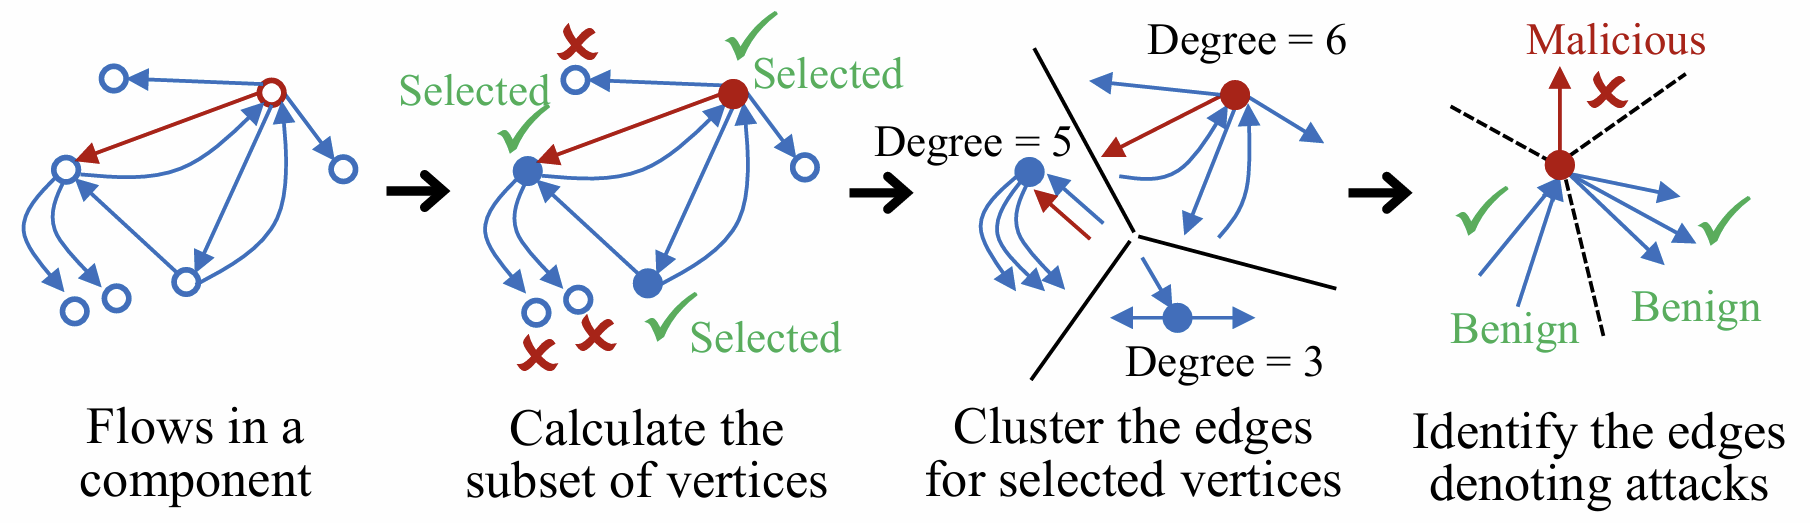 Selected
Selected
Selected
Degree = 6
Degree = 5
Degree = 3
Malicious
Benign
Benign
Flows in a
component
Calculate the
subset of vertices
Cluster the edges
for selected vertices
Identify the edges
denoting attacks